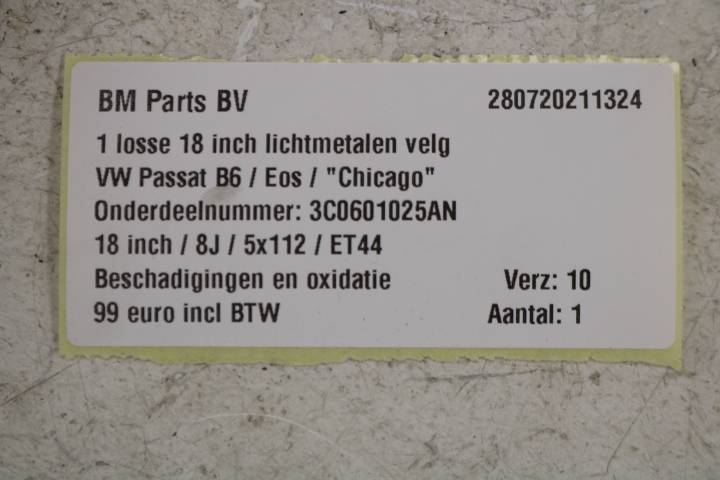 BM Parts BV 280720211324
1 losse 18 inch lichtmetalen velg
VW Passat B6 / Eos / "Chicago"
Onderdeelnummer: 3C0601025AN
18 inch / 8J / 5x112 / ET44
Beschadigingen en oxidatie Verz: 10
99 euro incl BTW Aantal: 1